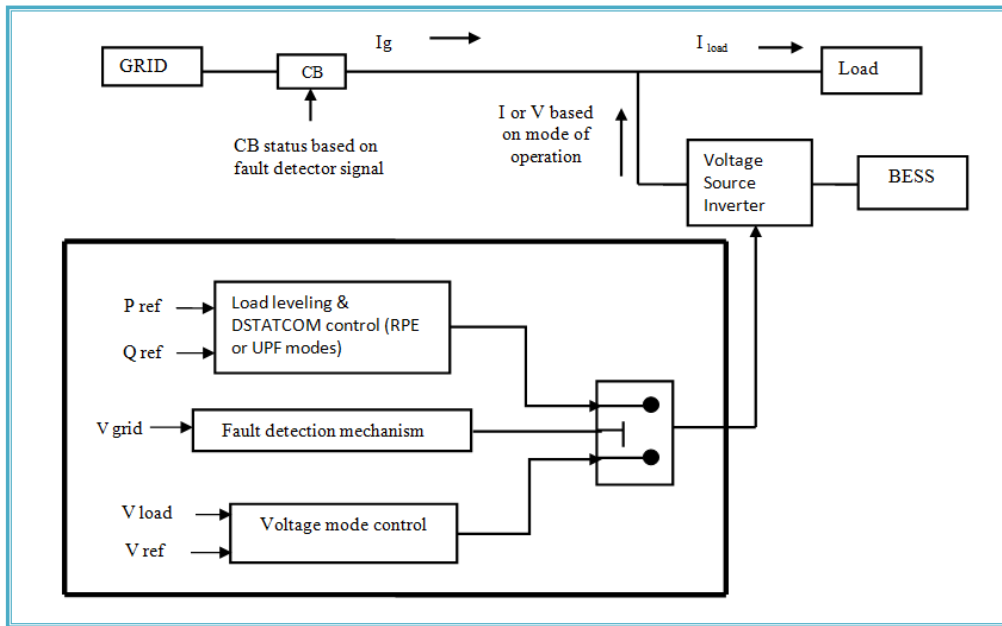 Ig
I load
GRID
CB
Load
CB status based on
fault detector signal
I or V based
on mode of
operation
Voltage
Source
Inverter
BESS
P ref
Q ref
Load leveling &
DSTATCOM control (RPE
or UPF modes)
V grid
Fault detection mechanism
V load
V ref
Voltage mode control